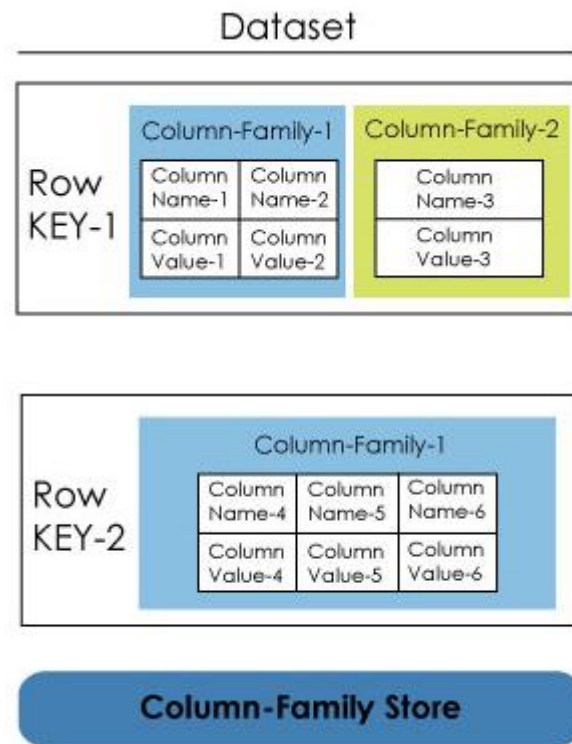 Dataset
Column-Family-1
Column-Family-2
Row
KEY-1
Column
Name-1
Column
Name-2
Column
Name-3
Column
Value-1
Column
Value-2
Column
Value-3
Column-Family-1
Row
KEY-2
Column
Name-4
Column
Name-5
Column
Name-6
Column
Value-4
Column
Value-5
Column
Value-6
Column-Family Store